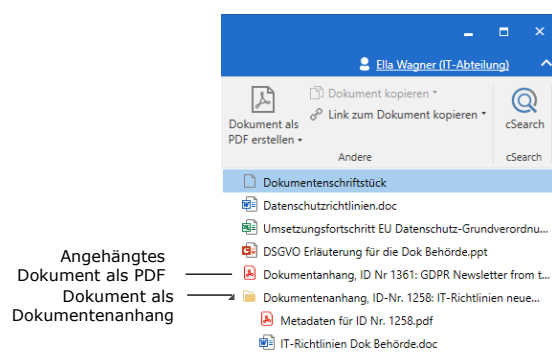 Ella Wagner (IT-Abteilung)
Dokument als
PDF erstellen
Dokument kopieren
Link zum Dokument kopieren
cSearch
Andere
cSearch
Dokumentenschriftstück
Datenschutzrichtlinien.doc
Umsetzungsfortschritt EU Datenschutz-Grundverordnu...
DSGVO Erläuterung für die Dok Behörde.ppt
Angehängtes
Dokument als PDF
Dokumentanhang, ID Nr 1361: GDPR Newsletter from t...
Dokument als
Dokumentenanhang
Dokumentenanhang, ID-Nr. 1258: IT-Richtlinien neue...
Metadaten für ID Nr. 1258.pdf
IT-Richtlinien Dok Behörde.doc